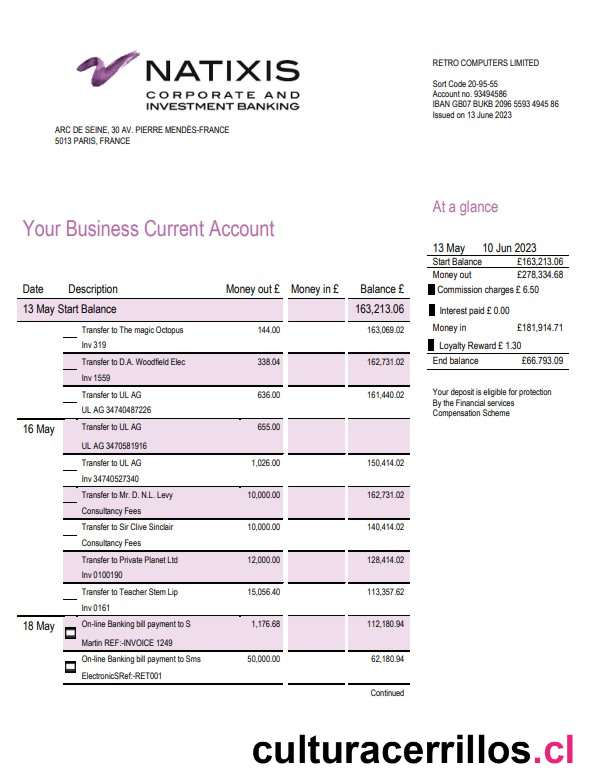 NATIXIS
CORPORATE AND
INVESTMENT BANKING
ARC DE SEINE, 30 AV. PIERRE MENDÈS-FRANCE
5013 PARIS, FRANCE
RETRO COMPUTERS LIMITED
Sort Code 20-95-55
Account no. 93494586
IBAN GB07 BUKB 2096 5593 4945 86
Issued on 13 June 2023
Your Business Current Account
At a glance
13 May 10 Jun 2023
Start Balance £163,213.06
Money out £278,334.68
Commission charges £ 6.50
Interest paid £ 0.00
Money in £181,914.71
Loyalty Reward £ 1.30
End balance £66.793.09
Your deposit is eligible for protection
By the Financial services
Compensation Scheme
Date Description Money out £ Money in £ Balance £
13 May Start Balance 163,213.06
Transfer to The magic Octopus 144.00 163,069.02
Inv 319
Transfer to D.A. Woodfield Elec 338.04 162,731.02
Inv 1559
Transfer to UL AG 636.00 161,440.02
UL AG 34740487226
16 May Transfer to UL AG 655.00
UL AG 3470581916
Transfer to UL AG 1,026.00 150,414.02
Inv 34740527340
Transfer to Mr. D. N.L. Levy 10,000.00 162,731.02
Consultancy Fees
Transfer to Sir Clive Sinclair 10,000.00 140,414.02
Consultancy Fees
Transfer to Private Planet Ltd 12,000.00 128,414.02
Inv 0100190
Transfer to Teacher Stem Lip 15,056.40 113,357.62
Inv 0161
18 May On-line Banking bill payment to S 1,176.68 112,180.94
Martin REF:-INVOICE 1249
On-line Banking bill payment to Sms 50,000.00 62,180.94
ElectronicSRef:-RET001
Continued
culturacerrillos.cl